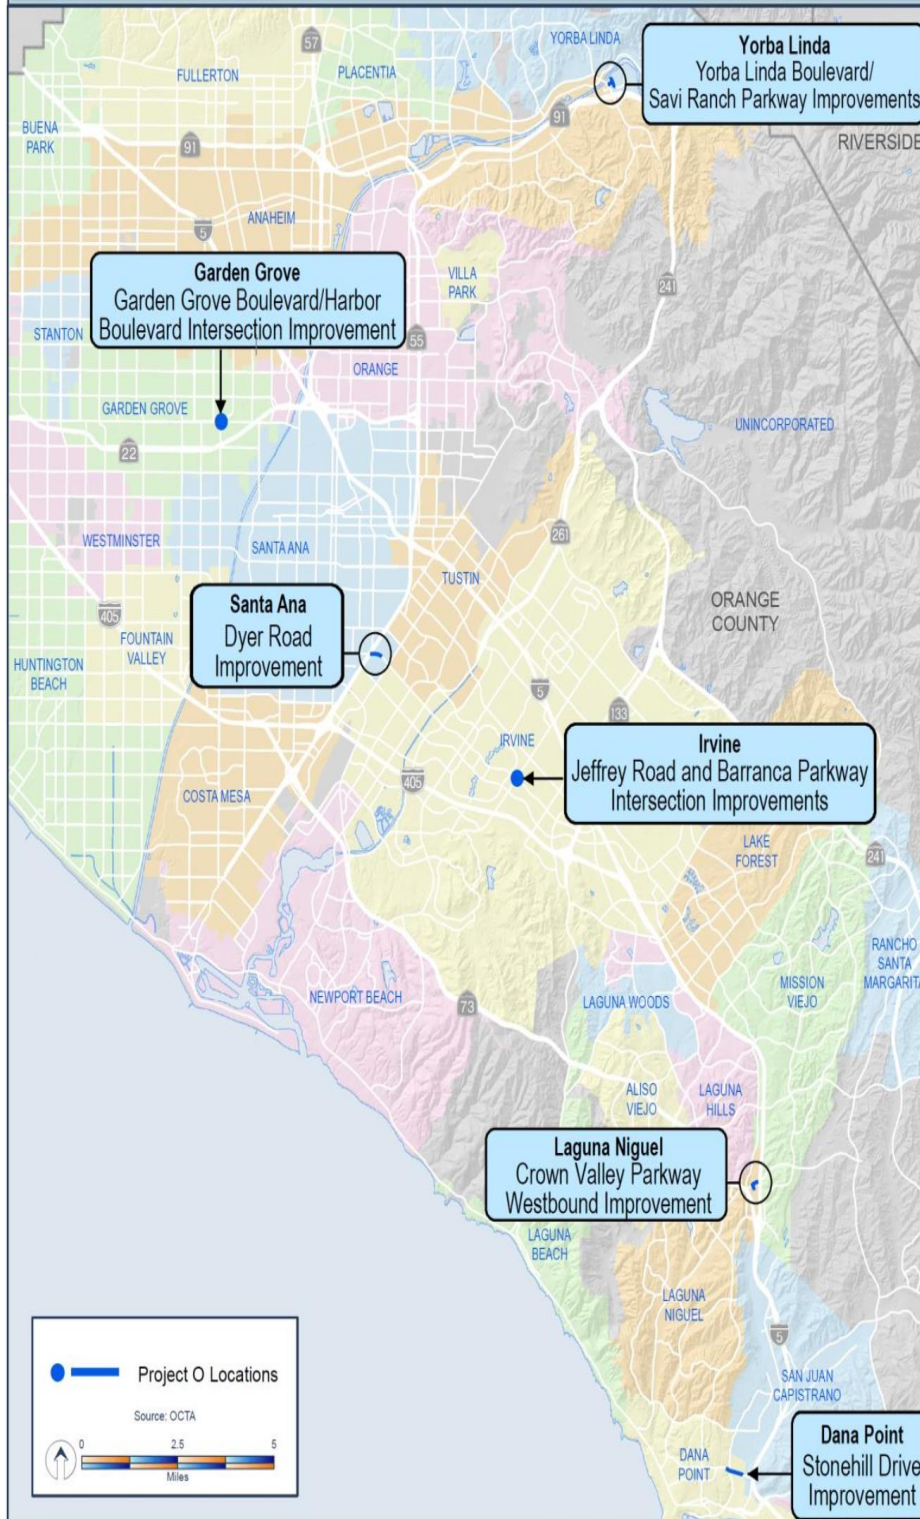 57
YORBA LINDA
Yorba Linda
Yorba Linda Boulevard/
Savi Ranch Parkway Improvements
FULLERTON
PLACENTIA
BUENA
PARK
91
91
RIVERSIDE
ANAHEIM
5
Garden Grove
Garden Grove Boulevard/Harbor
Boulevard Intersection Improvement
VILLA
PARK
241
STANTON
55
ORANGE
GARDEN GROVE
UNINCORPORATED
22
WESTMINSTER
SANTA ANA
261
TUSTIN
Santa Ana
Dyer Road
Improvement
ORANGE
COUNTY
405
FOUNTAIN
VALLEY
HUNTINGTON
BEACH
5
133
IRVINE
Irvine
Jeffrey Road and Barranca Parkway
Intersection Improvements
405
COSTA MESA
LAKE
FOREST
241
RANCHO
SANTA
MARGARITA
NEWPORT BEACH
73
LAGUNA WOODS
MISSION
VIEJO
ALISO
VIEJO
LAGUNA
HILLS
Laguna Niguel
Crown Valley Parkway
Westbound Improvement
LAGUNA
BEACH
LAGUNA
NIGUEL
5
SAN JUAN
CAPISTRANO
Project O Locations
Source: OCTA
0 2.5 5
Miles
DANA
POINT
Dana Point
Stonehill Drive
Improvement